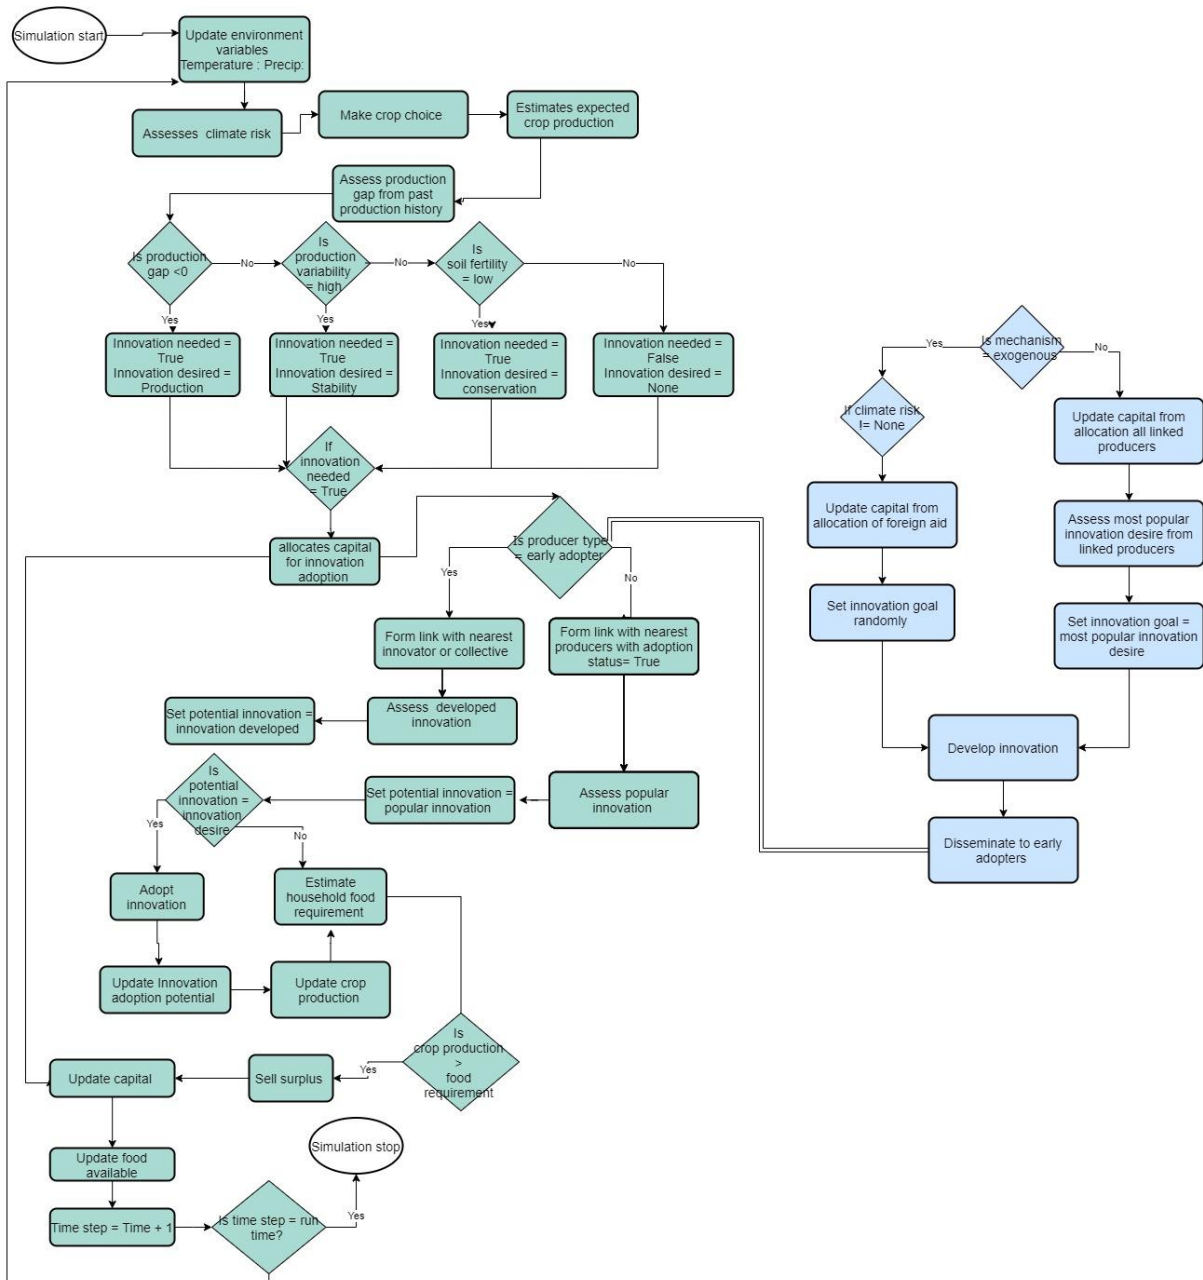 Simulation start
Update environment
variables
Temperature : Precip:
Assesses climate risk
Make crop choice
Estimates expected
crop production
Assess production
gap from past
production history
Is production
gap <0
No
Is
production
variability
= high
No
Is
soil fertility
= low
No
Yes
Yes
Yes
Innovation needed =
True
Innovation desired =
Production
Innovation needed =
True
Innovation desired =
Stability
Innovation needed =
True
Innovation desired =
conservation
Innovation needed =
False
Innovation desired =
None
If
innovation
needed
= True
allocates capital
for innovation
adoption
Is producer type
= early adopter
Yes
No
Form link with nearest
innovator or collective
Form link with nearest
producers with adoption
status= True
Assess developed
innovation
Set potential innovation =
innovation developed
Assess popular
innovation
Set potential innovation =
popular innovation
Is
potential
innovation =
innovation
desire
Yes
No
Adopt
innovation
Estimate
household food
requirement
Update Innovation
adoption potential
Update crop
production
Is
crop production
>
food
requirement
Yes
Sell surplus
Update capital
Update food
available
Time step = Time + 1
Is time step = run
time?
Yes
Simulation stop
Is mechanism
= exogenous
Yes
No
If climate risk
!= None
Update capital from
allocation of foreign aid
Set innovation goal
randomly
Update capital from
allocation all linked
producers
Assess most popular
innovation desire from
linked producers
Set innovation goal =
most popular innovation
desire
Develop innovation
Disseminate to early
adopters